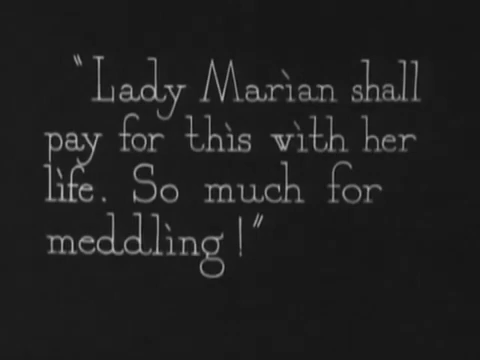 "Lady Marian shall
pay for this with her
life. So much for
meddling!"